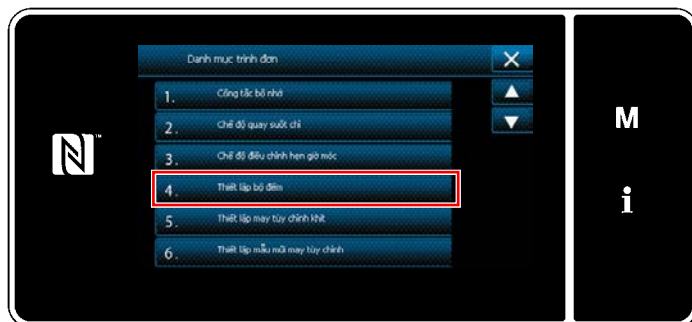 Danh mục trình đơn
1. Công tắc bộ nhớ
2. Chế độ quay suốt chỉ
3. Chế độ điều chỉnh hẹn giờ móc
4. Thiết lập bộ đếm
5. Thiết lập may tùy chỉnh khít
6. Thiết lập mẫu mũi may tùy chỉnh
M
i